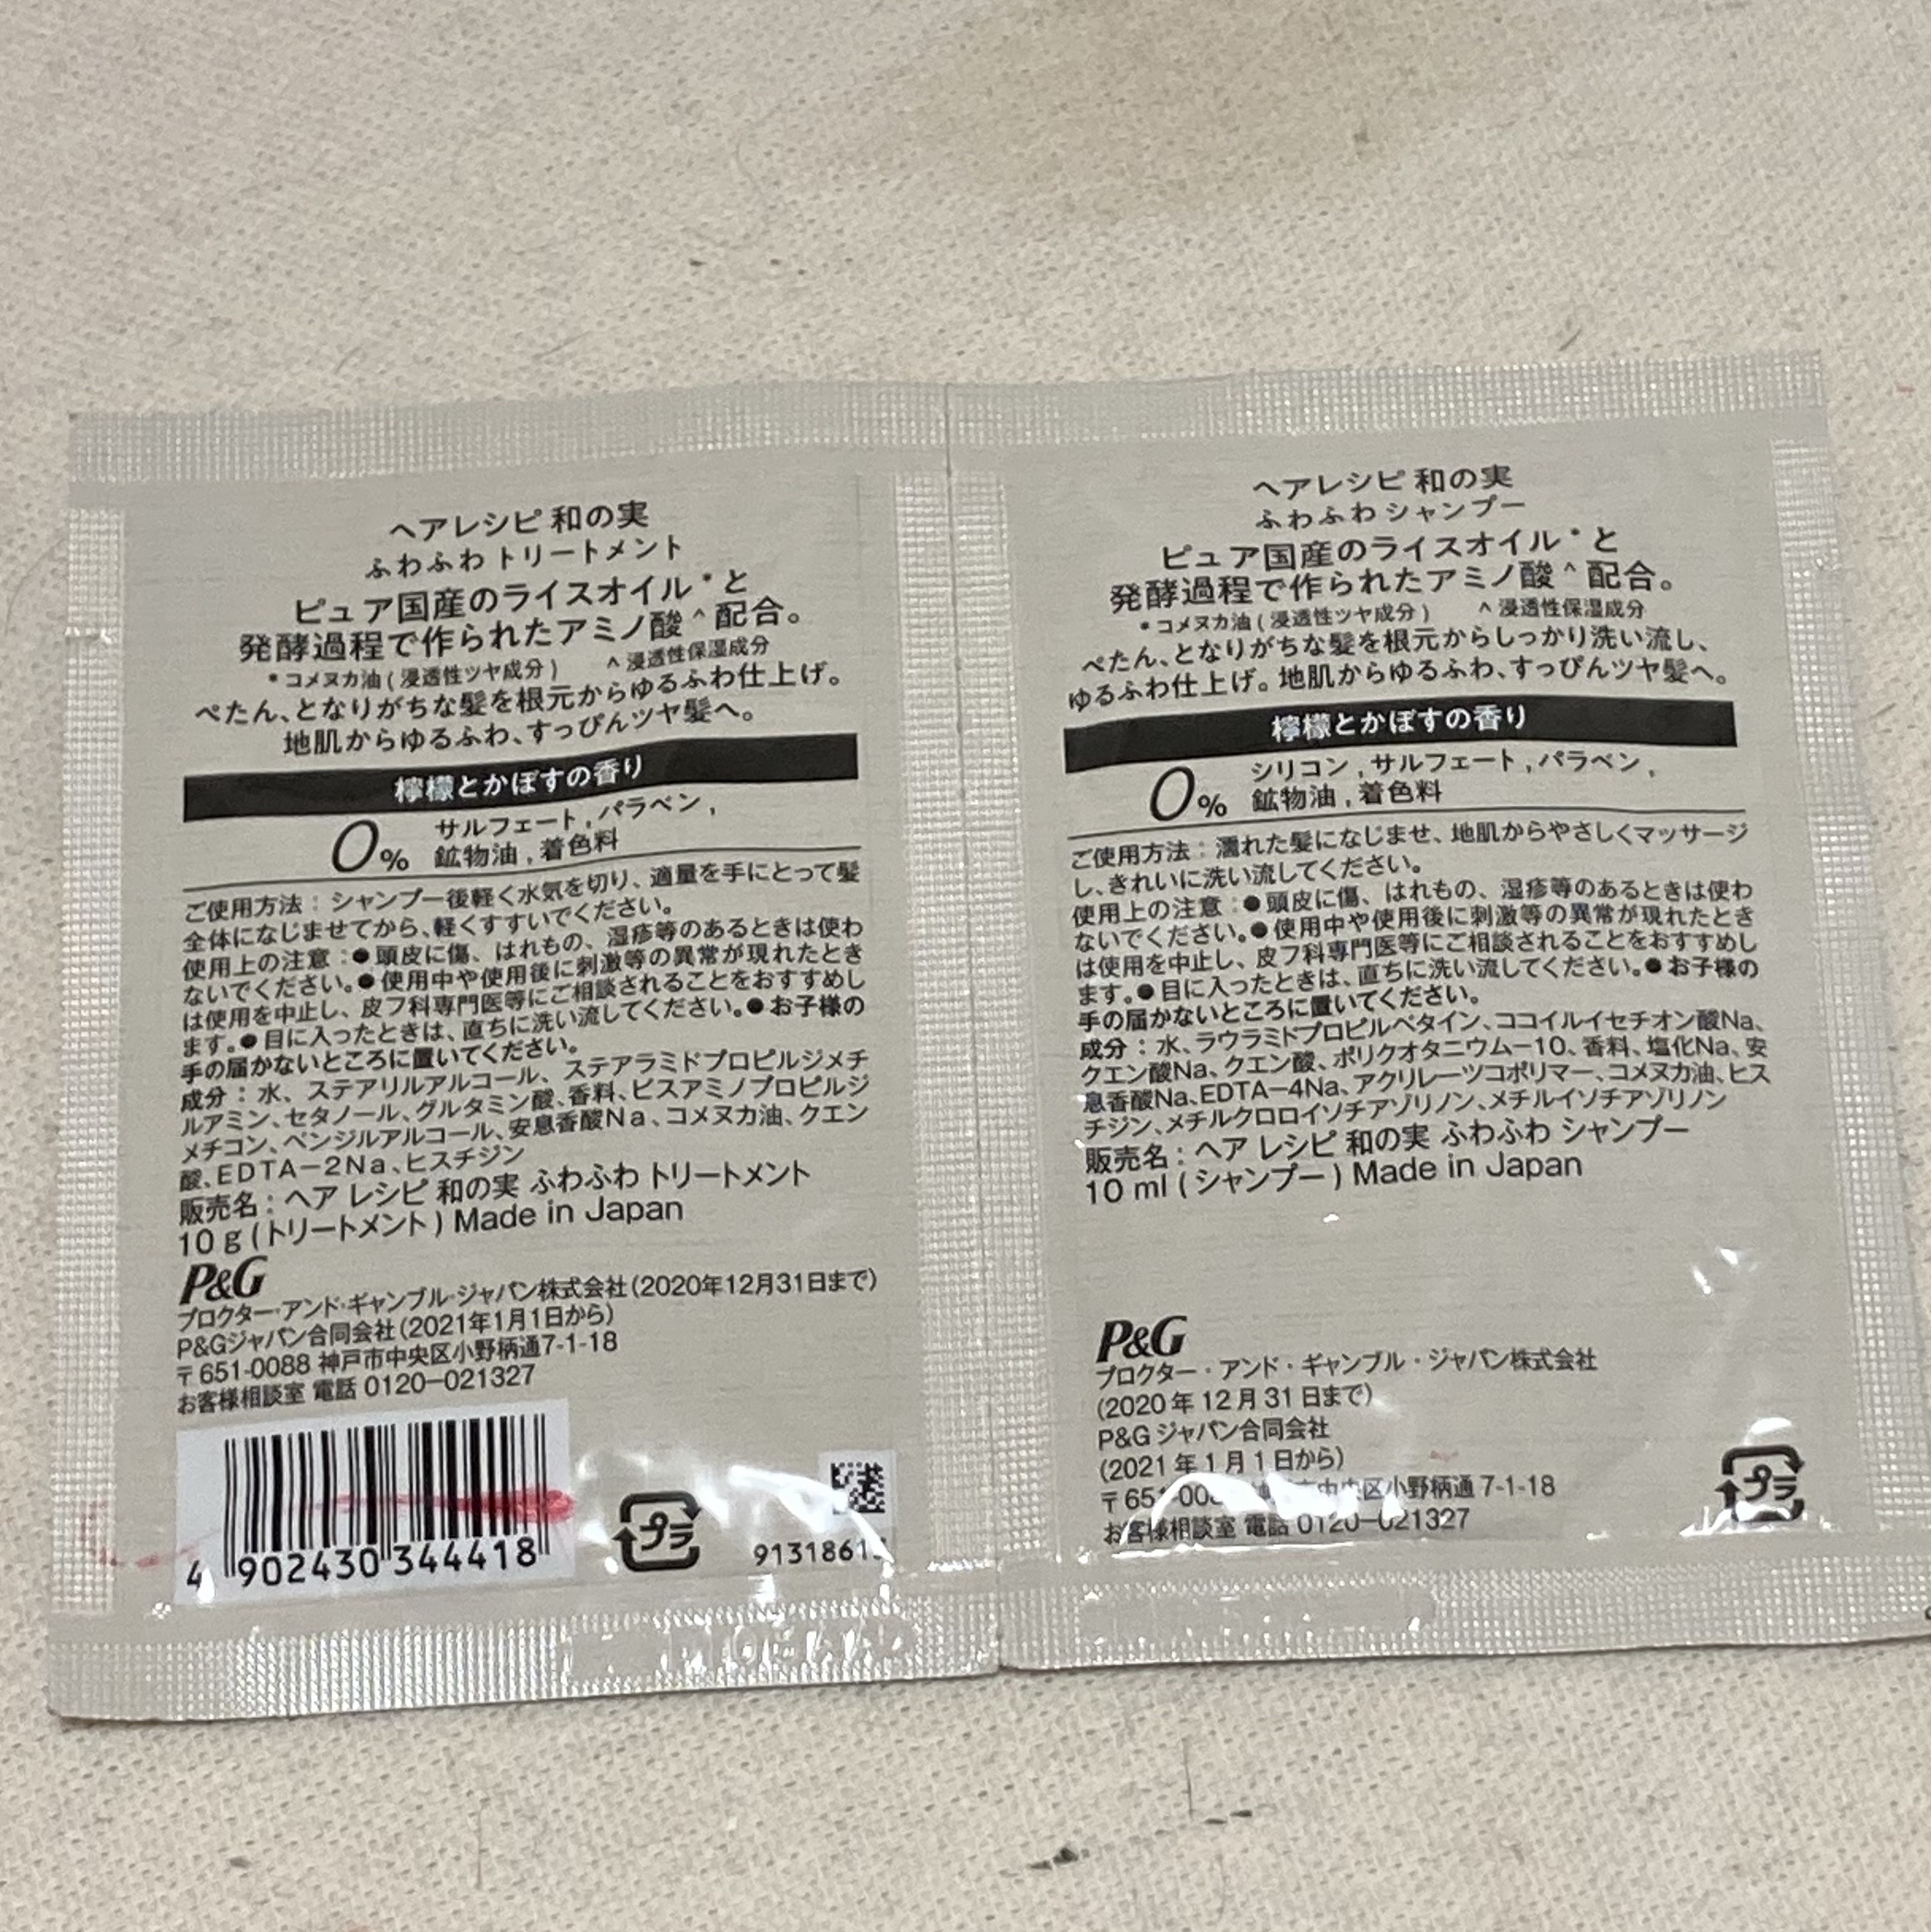 ヘアレシピ 和の実
ふわふわ トリートメント
ピュア国産のライスオイル*と
発酵過程で作られたアミノ酸^配合。
*コメヌカ油(浸透性ツヤ成分) ^浸透性保湿成分
ぺたん、となりがちな髪を根元からゆるふわ仕上げ。
地肌からゆるふわ、すっぴんツヤ髪へ。
檸檬とかぼすの香り
0% サルフェート,パラベン,
鉱物油,着色料
ご使用方法：シャンプー後軽く水気を切り、適量を手にとって髪
全体になじませてから、軽くすすいでください。
使用上の注意：●頭皮に傷、はれもの、湿疹等のあるときは使わ
ないでください。●使用中や使用後に刺激等の異常が現れたとき
は使用を中止し、皮フ科専門医等にご相談されることをおすすめし
ます。●目に入ったときは、直ちに洗い流してください。●お子様の
手の届かないところに置いてください。
成分：水、ステアリルアルコール、ステアラミドプロピルジメチ
ルアミン、セタノール、グルタミン酸、香料、ビスアミノプロピルジ
メチコン、ベンジルアルコール、安息香酸Na、コメヌカ油、クエン
酸、EDTA-2Na、ヒスチジン
販売名：ヘア レシピ 和の実 ふわふわ トリートメント
10 g (トリートメント) Made in Japan
P&G
プロクター・アンド・ギャンブル・ジャパン株式会社(2020年12月31日まで)
P&Gジャパン合同会社(2021年1月1日から)
〒651-0088 神戸市中央区小野柄通7-1-18
お客様相談室 電話 0120-021327
4 902430 344418
プラ
9131861
ヘアレシピ 和の実
ふわふわ シャンプー
ピュア国産のライスオイル*と
発酵過程で作られたアミノ酸^配合。
*コメヌカ油(浸透性ツヤ成分) ^浸透性保湿成分
ぺたん、となりがちな髪を根元からしっかり洗い流し、
ゆるふわ仕上げ。地肌からゆるふわ、すっぴんツヤ髪へ。
檸檬とかぼすの香り
0% シリコン,サルフェート,パラベン,
鉱物油,着色料
ご使用方法：濡れた髪になじませ、地肌からやさしくマッサージ
し、きれいに洗い流してください。
使用上の注意：●頭皮に傷、はれもの、湿疹等のあるときは使わ
ないでください。●使用中や使用後に刺激等の異常が現れたとき
は使用を中止し、皮フ科専門医等にご相談されることをおすすめし
ます。●目に入ったときは、直ちに洗い流してください。●お子様の
手の届かないところに置いてください。
成分：水、ラウラミドプロピルベタイン、ココイルイセチオン酸Na、
クエン酸Na、クエン酸、ポリクオタニウム-10、香料、塩化Na、安
息香酸Na、EDTA-4Na、アクリレーツコポリマー、コメヌカ油、ヒス
チジン、メチルクロロイソチアゾリノン、メチルイソチアゾリノン
販売名：ヘア レシピ 和の実 ふわふわ シャンプー
10 ml (シャンプー) Made in Japan
P&G
プロクター・アンド・ギャンブル・ジャパン株式会社
(2020年12月31日まで)
P&G ジャパン合同会社
(2021年1月1日から)
中央区小野柄通 7-1-18
お客様相談室 電話 0120-021327
プラ